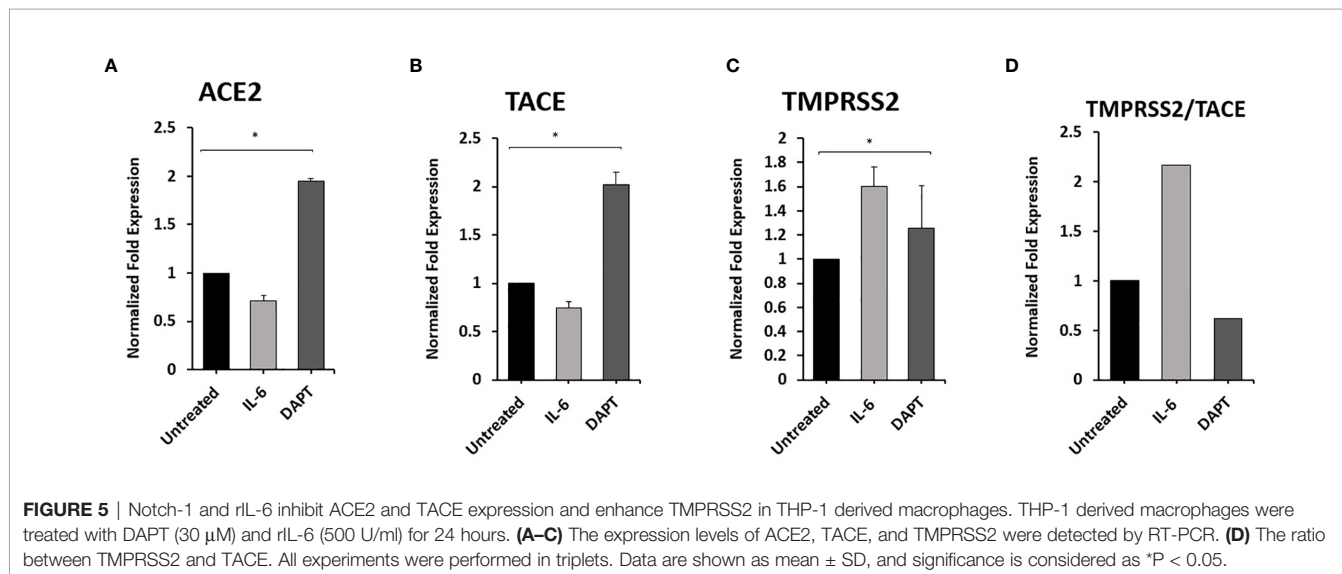 A
ACE2
*
Normalized Fold Expression
2.5
2
1.5
1
0.5
0
Untreated
IL-6
DAPT
B
TACE
*
Normalized Fold Expression
2.5
2
1.5
1
0.5
0
Untreated
IL-6
DAPT
C
TMPRSS2
*
Normalized Fold Expression
2
1.8
1.6
1.4
1.2
1
0.8
0.6
0.4
0.2
0
Untreated
IL-6
DAPT
D
TMPRSS2/TACE
Normalized Fold Expression
2.5
2
1.5
1
0.5
0
Untreated
IL-6
DAPT
FIGURE 5 | Notch-1 and rIL-6 inhibit ACE2 and TACE expression and enhance TMPRSS2 in THP-1 derived macrophages. THP-1 derived macrophages were
treated with DAPT (30 μM) and rIL-6 (500 U/ml) for 24 hours. (A–C) The expression levels of ACE2, TACE, and TMPRSS2 were detected by RT-PCR. (D) The ratio
between TMPRSS2 and TACE. All experiments were performed in triplets. Data are shown as mean ± SD, and significance is considered as *P < 0.05.